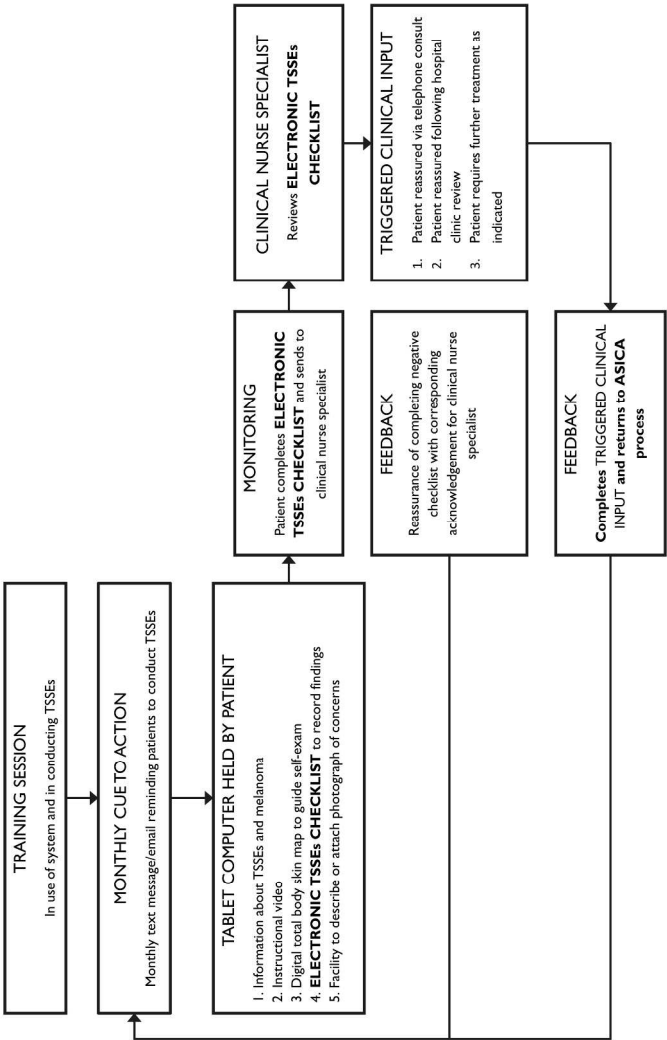 TRAINING SESSION
In use of system and in conducting TSSEs
MONTHLY CUE TO ACTION
Monthly text message/email reminding patients to conduct TSSEs
TABLET COMPUTER HELD BY PATIENT
1. Information about TSSEs and melanoma
2. Instructional video
3. Digital total body skin map to guide self-exam
4. ELECTRONIC TSSEs CHECKLIST to record findings
5. Facility to describe or attach photograph of concerns
MONITORING
Patient completes ELECTRONIC
TSSEs CHECKLIST and sends to
clinical nurse specialist
CLINICAL NURSE SPECIALIST
Reviews ELECTRONIC TSSEs
CHECKLIST
TRIGGERED CLINICAL INPUT
1. Patient reassured via telephone consult
2. Patient reassured following hospital
clinic review
3. Patient requires further treatment as
indicated
FEEDBACK
Reassurance of completing negative
checklist with corresponding
acknowledgement for clinical nurse
specialist
FEEDBACK
Completes TRIGGERED CLINICAL
INPUT and returns to ASICA
process